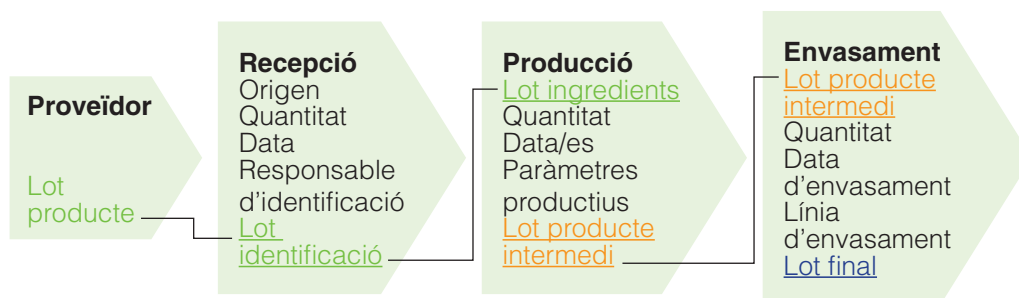 Proveïdor
Lot
producte
Recepció
Origen
Quantitat
Data
Responsable
d'identificació
Lot
identificació
Producció
Lot ingredients
Quantitat
Data/es
Paràmetres
productius
Lot producte
intermedi
Envasament
Lot producte
intermedi
Quantitat
Data
d'envasament
Línia
d'envasament
Lot final